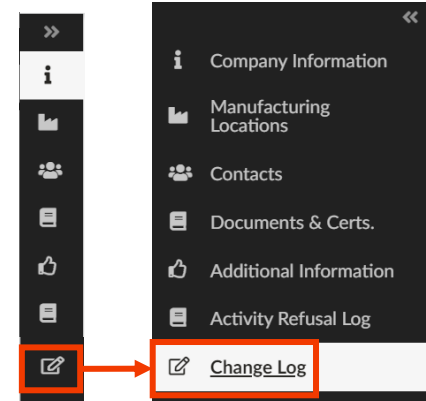 Company Information
Manufacturing
Locations
Contacts
Documents & Certs.
Additional Information
Activity Refusal Log
Change Log